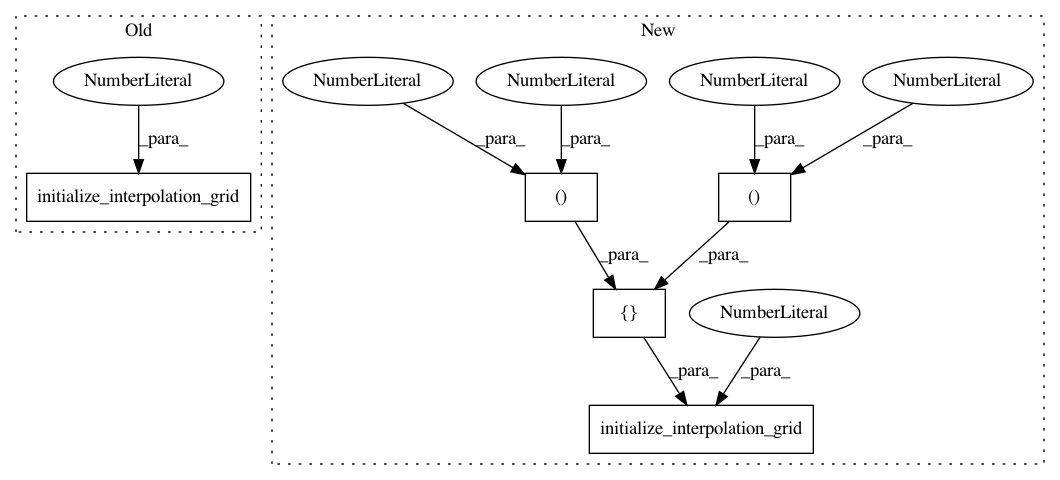 Old
New
NumberLiteral
NumberLiteral
NumberLiteral
NumberLiteral
NumberLiteral
_para_
_para_
_para_
_para_
_para_
initialize_interpolation_grid
()
()
_para_
_para_
{}
NumberLiteral
_para_
_para_
initialize_interpolation_grid